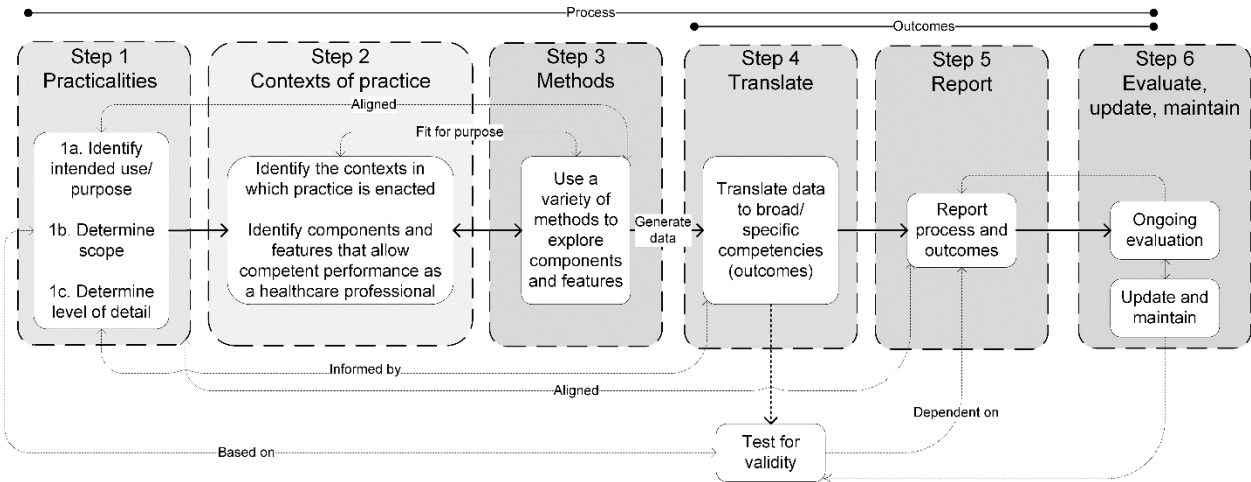 Process
Outcomes
Step 1
Practicalities
1a. Identify
intended use/
purpose
1b. Determine
scope
1c. Determine
level of detail
Step 2
Contexts of practice
Identify the contexts in
which practice is enacted
Identify components and
features that allow
competent performance as
a healthcare professional
Step 3
Methods
Use a
variety of
methods to
explore
components
and features
Aligned
Fit for purpose
Generate
data
Step 4
Translate
Translate data
to broad/
specific
competencies
(outcomes)
Step 5
Report
Report
process and
outcomes
Step 6
Evaluate,
update, maintain
Ongoing
evaluation
Update and
maintain
Informed by
Aligned
Dependent on
Based on
Test for
validity